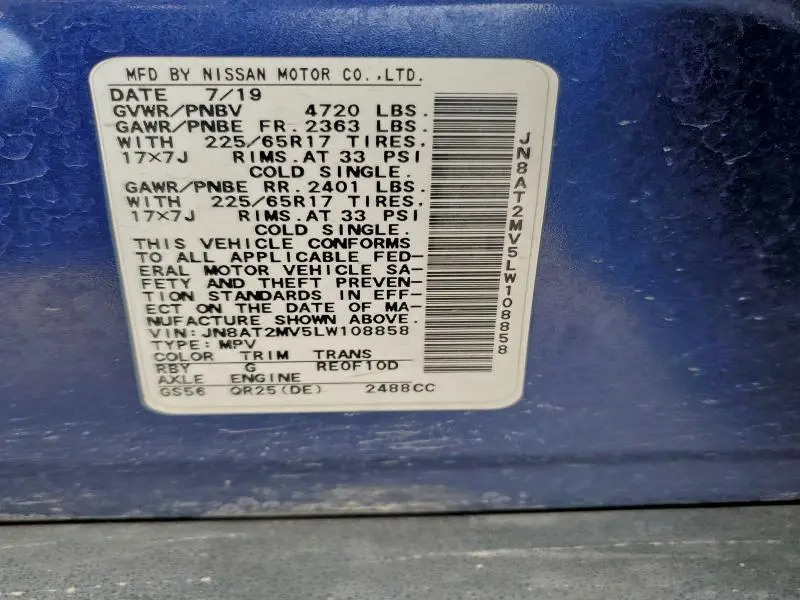 MFD BY NISSAN MOTOR CO.,LTD.
DATE 7/19
GVWR/PNBV 4720 LBS.
GAWR/PNBE FR.2363 LBS.
WITH 225/65R17 TIRES.
17×7J RIMS.AT 33 PSI
COLD SINGLE.
GAWR/PNBE RR.2401 LBS.
WITH 225/65R17 TIRES.
17×7J RIMS.AT 33 PSI
COLD SINGLE.
THIS VEHICLE CONFORMS
TO ALL APPLICABLE FED-
ERAL MOTOR VEHICLE SA-
FETY AND THEFT PREVEN-
TION STANDARDS IN EFF-
ECT ON THE DATE OF MA-
NUFACTURE SHOWN ABOVE.
VIN:JN8AT2MV5LW108858
TYPE:MPV
COLOR TRIM TRANS
RBY G RE0F10D
AXLE ENGINE
GS56 QR25(DE) 2488CC
JN8AT2MV5LW108858